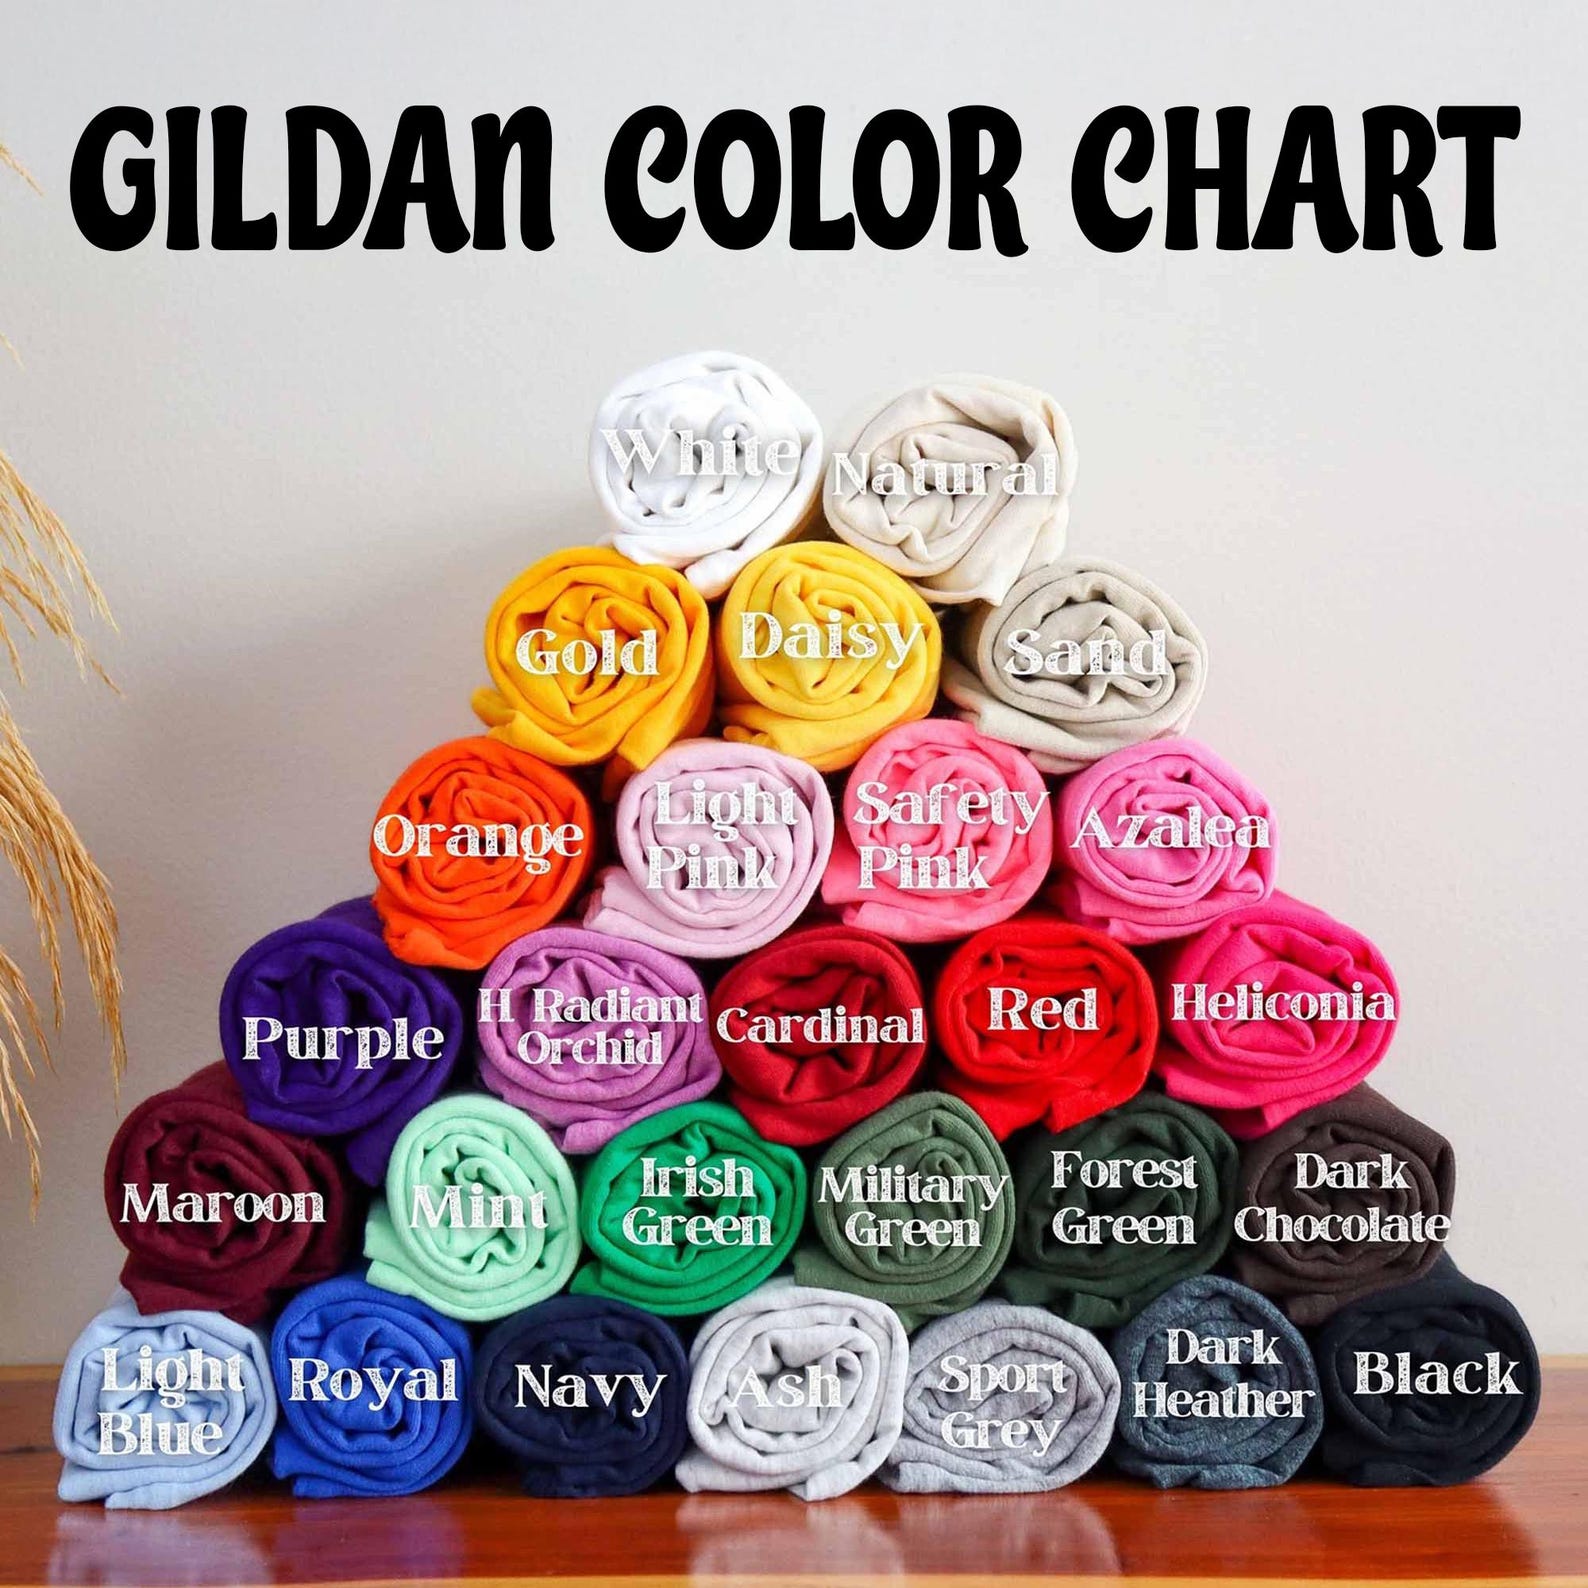 GILDAN COLOR CHART
White
Natural
Gold
Daisy
Sand
Orange
Light
Pink
Safety
Pink
Azalea
Purple
H Radiant
Orchid
Cardinal
Red
Heliconia
Maroon
Mint
Irish
Green
Military
Green
Forest
Green
Dark
Chocolate
Light
Blue
Royal
Navy
Ash
Sport
Grey
Dark
Heather
Black